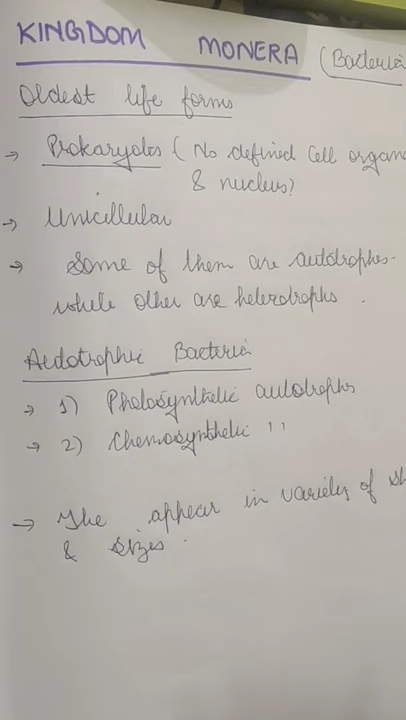 KINGDOM MONERA (Bacteria
Oldest life forms
→ Prokaryotes (No defined cell organe
& nucleus)
→ Unicellular
→ Some of them are autotrophs-
while other are heterotrophs.
Autotrophic Bacteria
→ 1) Photosynthetic autotrophs
→ 2) Chemosynthetic ''
→ The appear in variety of sh
& sizes.